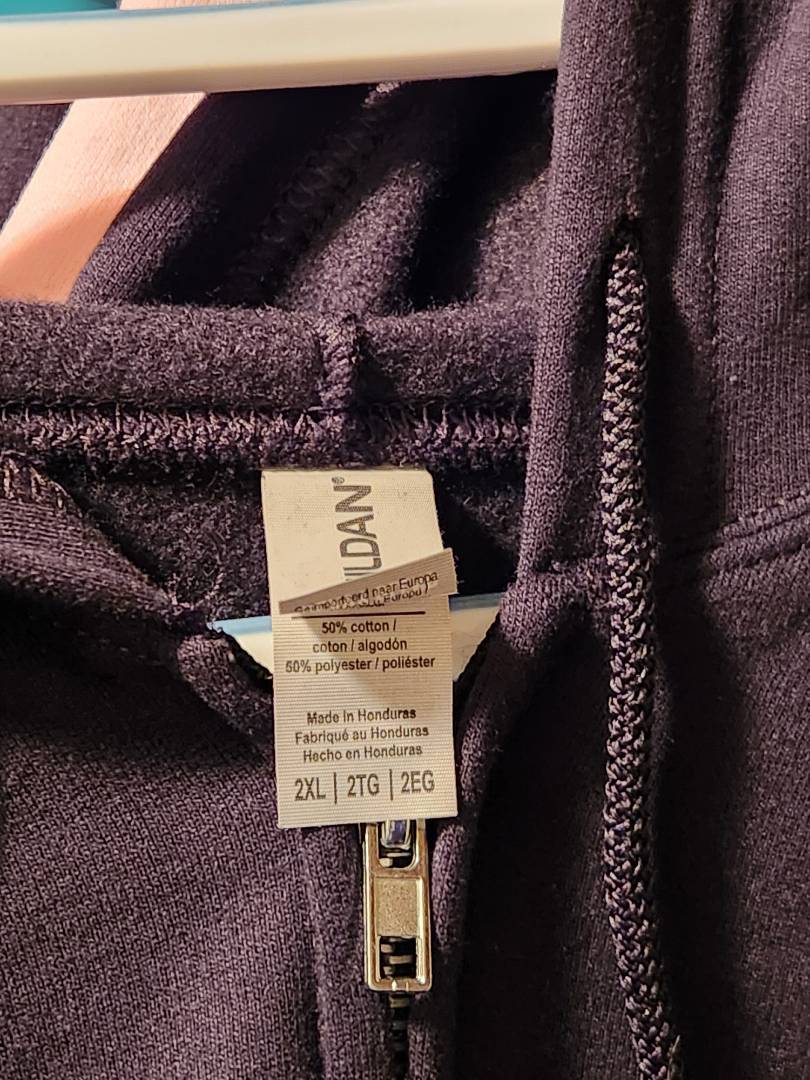 ILDAN®
naar Europa
Europu)
50% cotton /
coton / algodón
50% polyester / poliéster
Made in Honduras
Fabriqué au Honduras
Hecho en Honduras
2XL | 2TG | 2EG